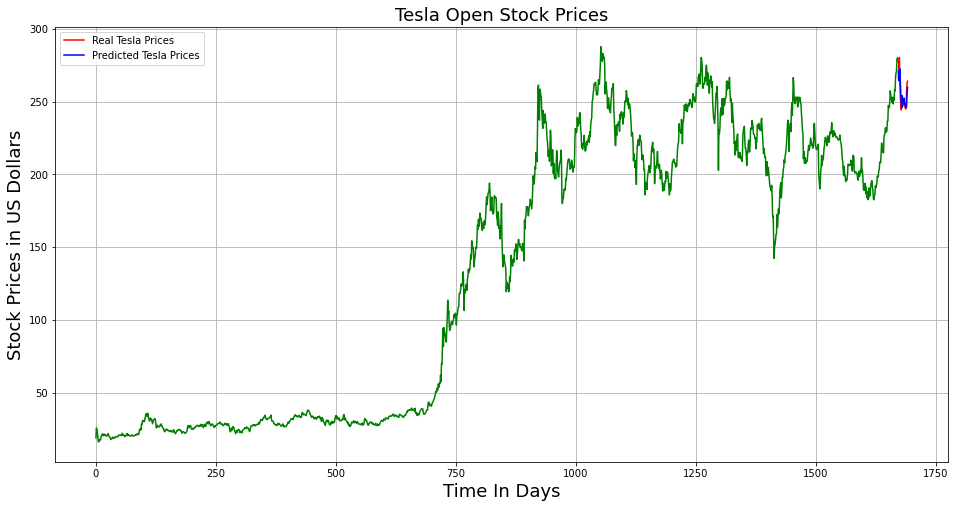 Tesla Open Stock Prices
Real Tesla Prices
Predicted Tesla Prices
Stock Prices in US Dollars
300
250
200
150
100
50
0 250 500 750 1000 1250 1500 1750
Time In Days